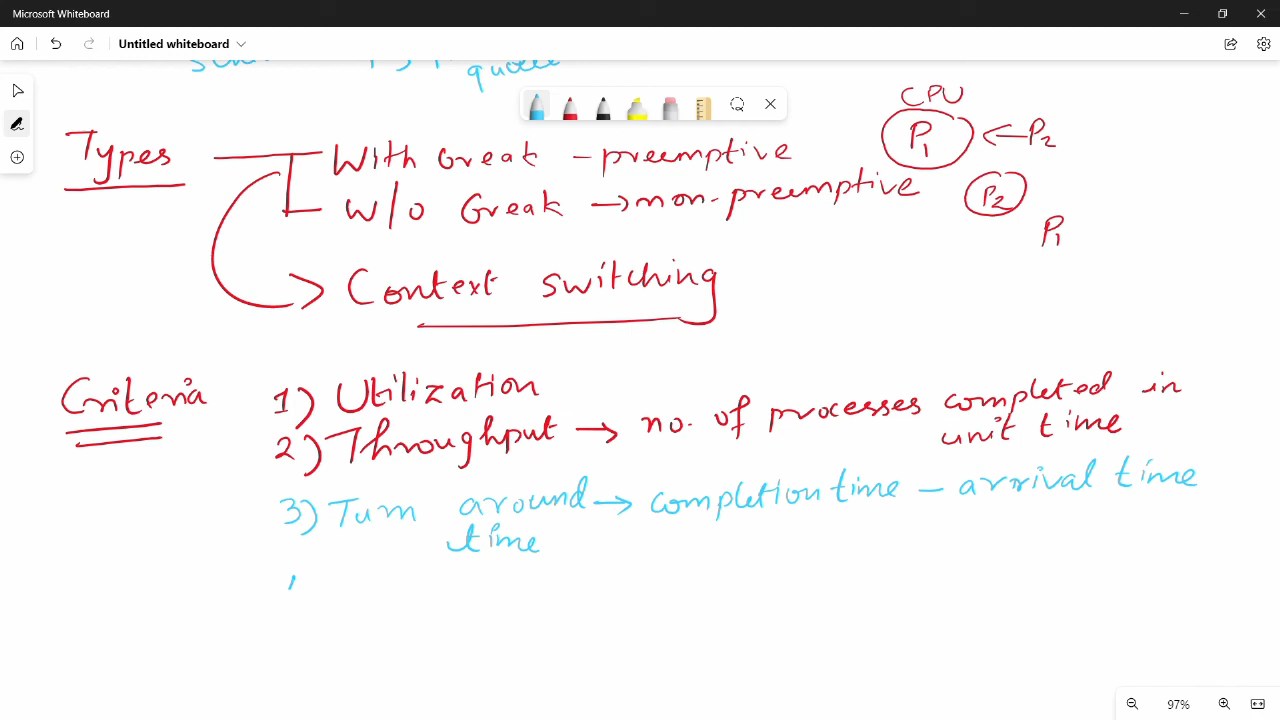 Microsoft Whiteboard
Untitled whiteboard
queue
CPU
P1 ← P2
Types
With Greak - preemptive
W/o Greak → non-preemptive
P2
P1
Context switching
Criteria
1) Utilization
2) Throughput → no. of processes completed in
unit time
3) Turn around → completion time - arrival time
time
97%